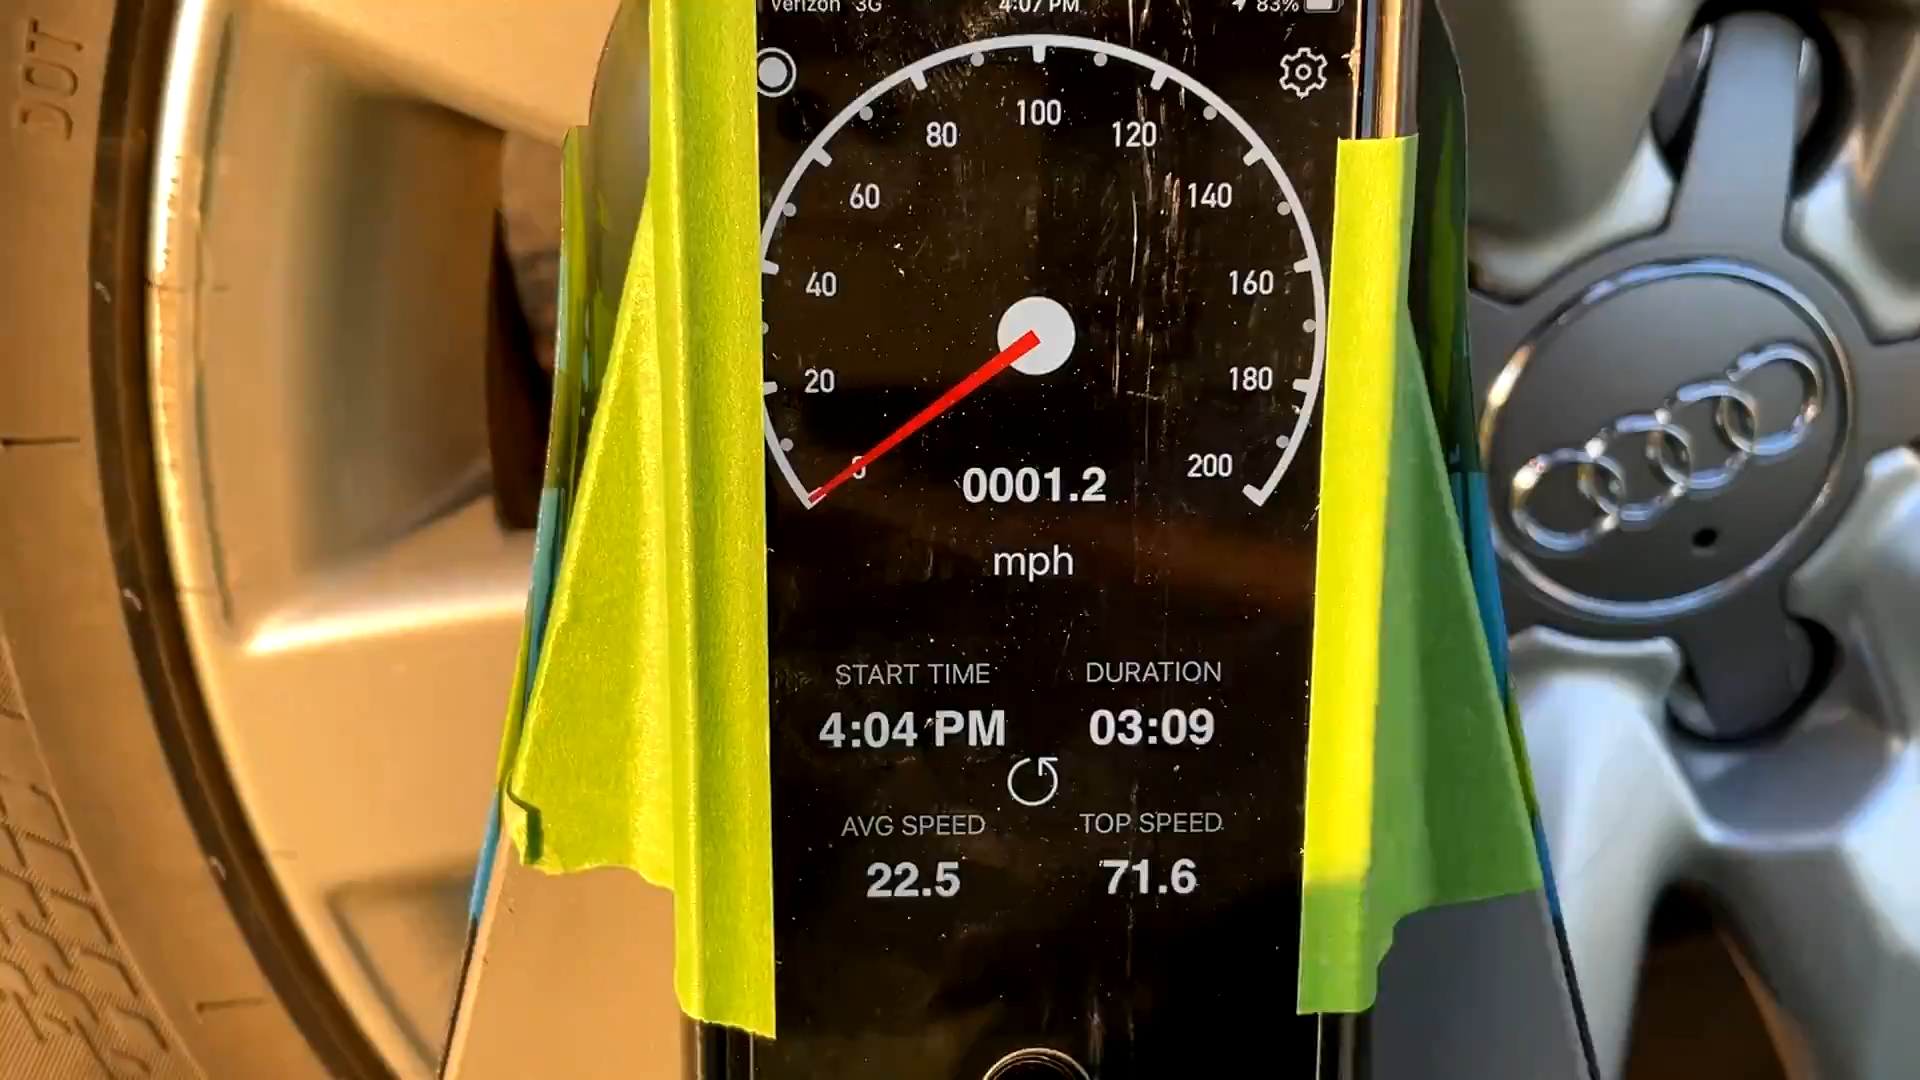 DOT
Verizon 3G 4:07 PM 83%
100
80 120
60 140
40 160
20 180
0 200
0001.2
mph
START TIME DURATION
4:04 PM 03:09
AVG SPEED TOP SPEED
22.5 71.6